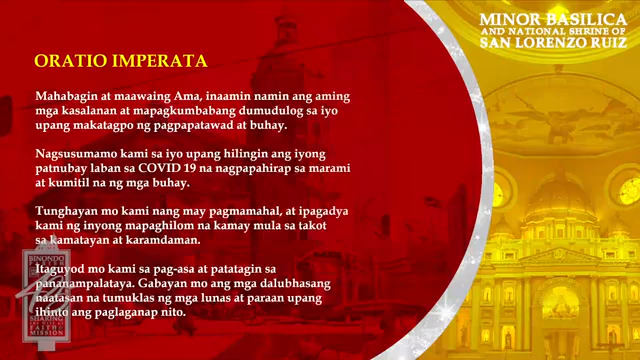 MINOR BASILICA
AND NATIONAL SHRINE OF
SAN LORENZO RUIZ
ORATIO IMPERATA
Mahabagin at maawaing Ama, inaamin namin ang aming
mga kasalanan at mapagkumbabang dumudulog sa iyo
upang makatagpo ng pagpapatawad at buhay.
Nagsusumamo kami sa iyo upang hilingin ang iyong
patnubay laban sa COVID 19 na nagpapahirap sa marami
at kumitil na ng mga buhay.
Tunghayan mo kami nang may pagmamahal, at ipagadya
kami ng inyong mapaghilom na kamay mula sa takot
sa kamatayan at karamdaman.
Itaguyod mo kami sa pag-asa at patatagin sa
pananampalataya. Gabayan mo ang mga dalubhasang
naatasan na tumuklas ng mga lunas at paraan upang
ihinto ang paglaganap nito.
BINONDO
PARISH
SHARING
FAITH
MISSION